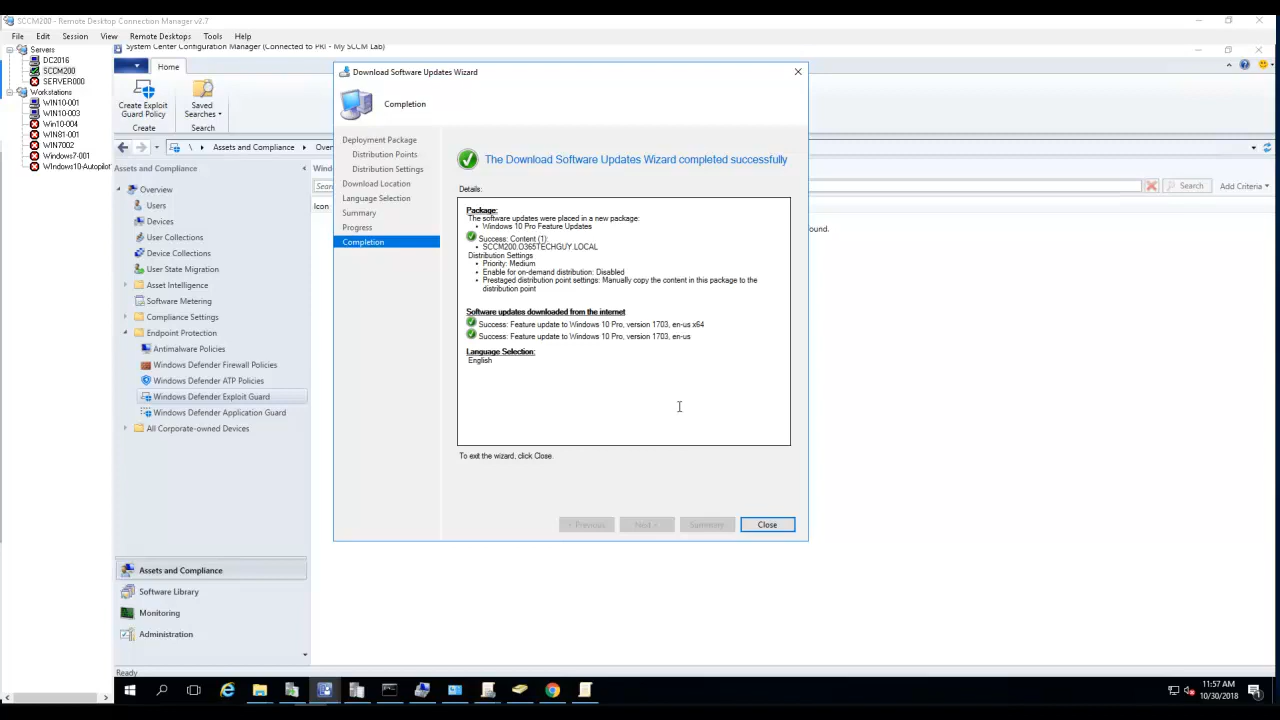 SCCM200 - Remote Desktop Connection Manager v2.7
File Edit Session View Remote Desktops Tools Help
Servers
DC2016
SCCM200
SERVER000
Workstations
WIN10-001
WIN10-003
Win10-004
WIN81-001
WIN7002
Windows7-001
WIndows10-Autopilot
System Center Configuration Manager (Connected to PRI - My SCCM Lab)
Home
Create Exploit
Guard Policy
Saved
Searches
Create
Search
\ Assets and Compliance Over
Assets and Compliance
Overview
Users
Devices
User Collections
Device Collections
User State Migration
Asset Intelligence
Software Metering
Compliance Settings
Endpoint Protection
Antimalware Policies
Windows Defender Firewall Policies
Windows Defender ATP Policies
Windows Defender Exploit Guard
Windows Defender Application Guard
All Corporate-owned Devices
Assets and Compliance
Software Library
Monitoring
Administration
Ready
Wind
Sear
Icon
Search
Add Criteria
ound.
Download Software Updates Wizard
Completion
Deployment Package
Distribution Points
Distribution Settings
Download Location
Language Selection
Summary
Progress
Completion
The Download Software Updates Wizard completed successfully
Details:
Package:
The software updates were placed in a new package:
• Windows 10 Pro Feature Updates
Success: Content (1):
• SCCM200.O365TECHGUY.LOCAL
Distribution Settings
• Priority: Medium
• Enable for on-demand distribution: Disabled
• Prestaged distribution point settings: Manually copy the content in this package to the
distribution point
Software updates downloaded from the internet
Success: Feature update to Windows 10 Pro, version 1703, en-us x64
Success: Feature update to Windows 10 Pro, version 1703, en-us
Language Selection:
English
To exit the wizard, click Close.
< Previous Next > Summary Close
11:57 AM
10/30/2018